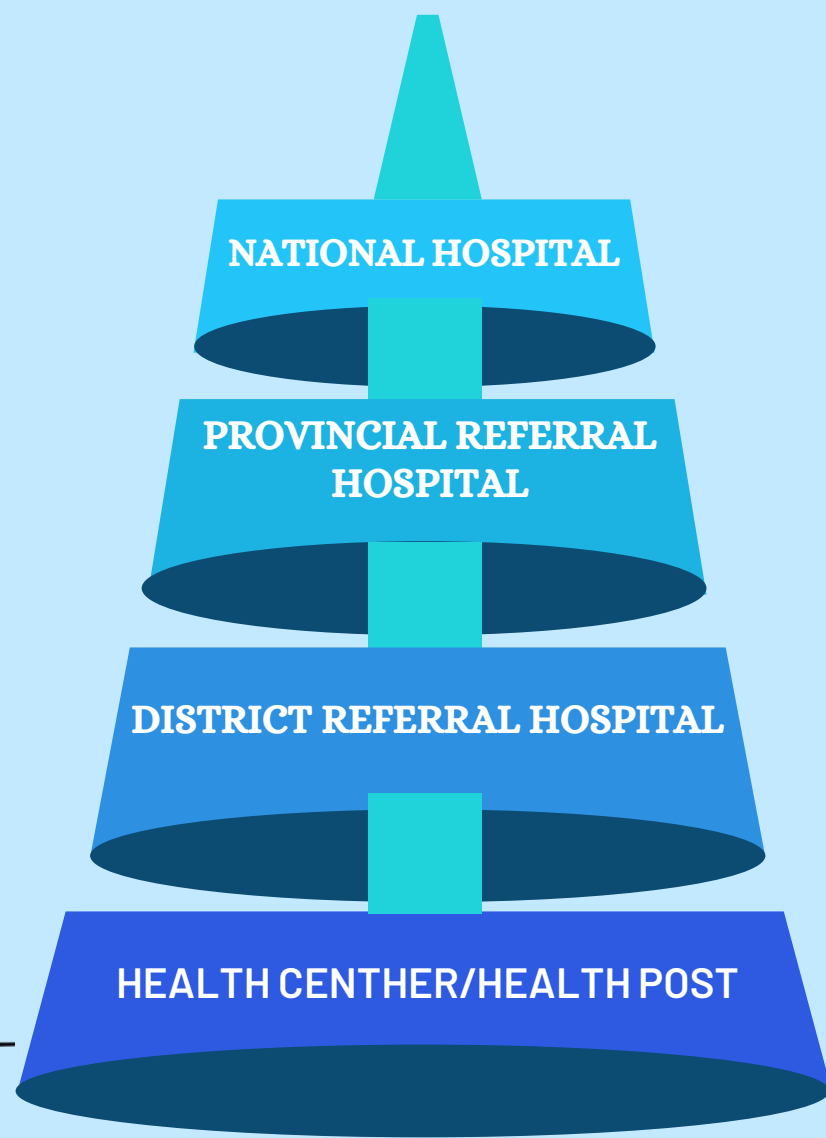 NATIONAL HOSPITAL
PROVINCIAL REFERRAL
HOSPITAL
DISTRICT REFERRAL HOSPITAL
HEALTH CENTHER/HEALTH POST